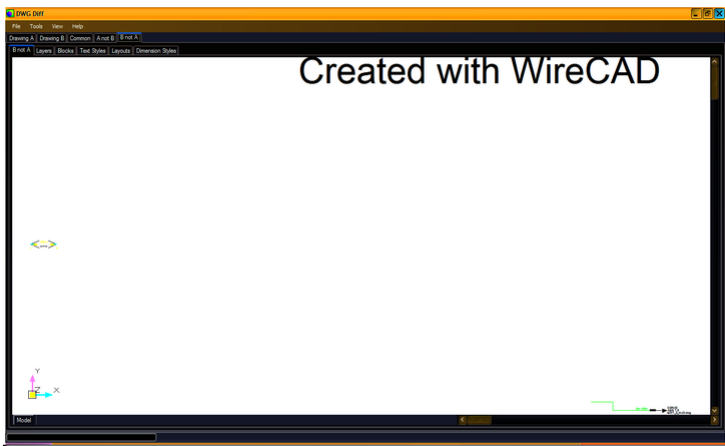 DWG Diff
File Tools View Help
Drawing A Drawing B Common A not B B not A
B not A Layers Blocks Text Styles Layouts Dimension Styles
Created with WireCAD
Y
Z X
Model